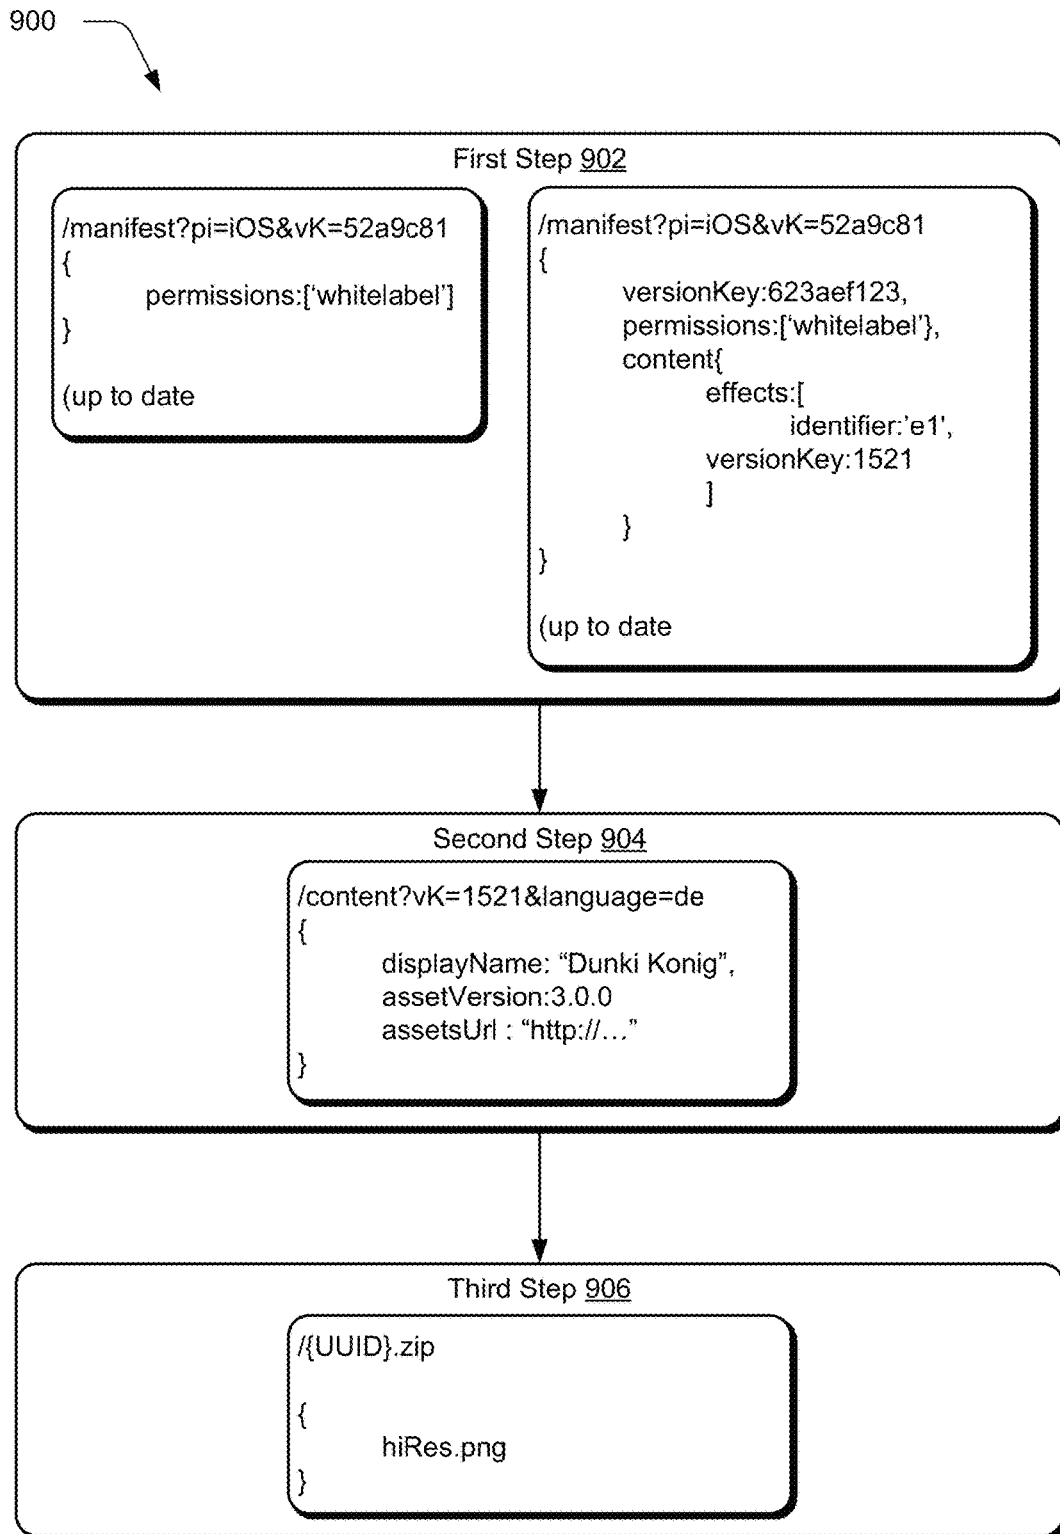 900
First Step 902
/manifest?pi=iOS&vK=52a9c81
{
permissions:['whitelabel']
}
(up to date
/manifest?pi=iOS&vK=52a9c81
{
versionKey:623aef123,
permissions:['whitelabel'},
content{
effects:[
identifier:'e1',
versionKey:1521
]
}
}
(up to date
Second Step 904
/content?vK=1521&language=de
{
displayName: “Dunki Konig”,
assetVersion:3.0.0
assetsUrl : “http://…”
}
Third Step 906
/{UUID}.zip
{
hiRes.png
}